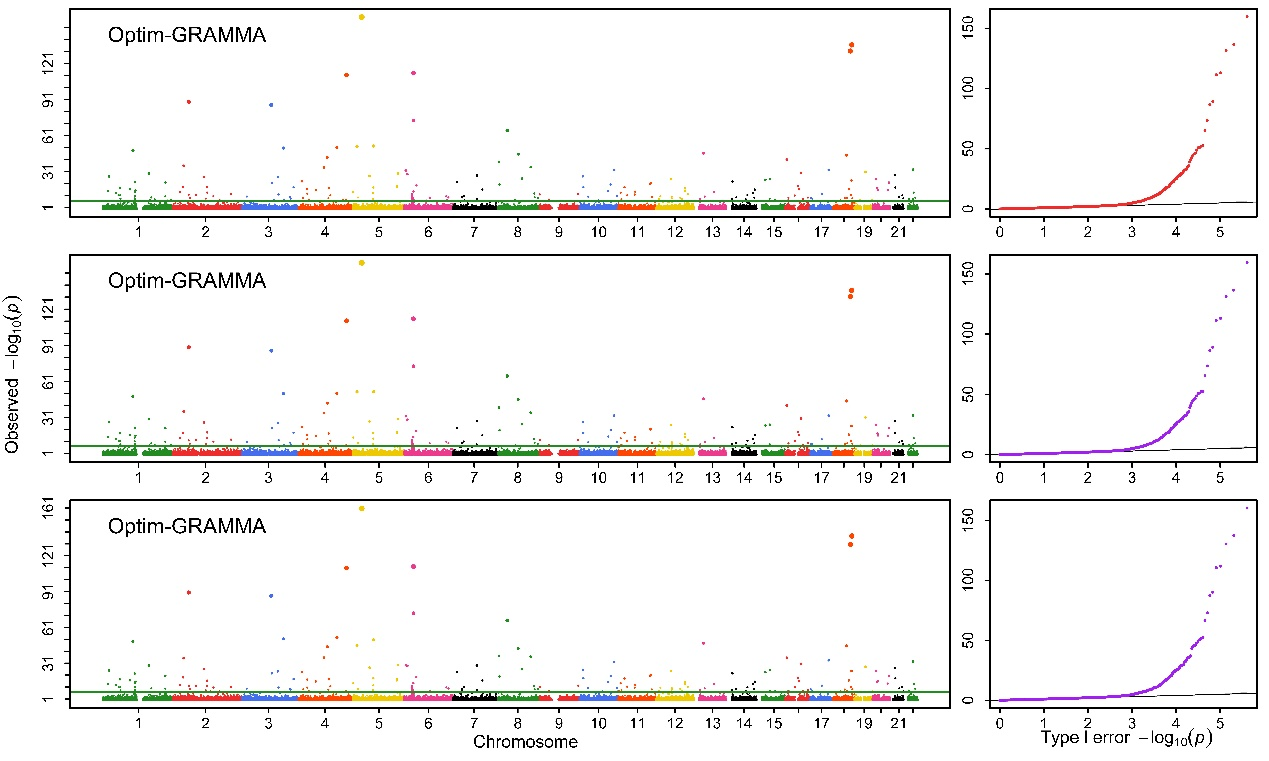 Optim-GRAMMA
1 31 61 91 121
1 2 3 4 5 6 7 8 9 10 11 12 13 14 15 17 19 21
0 50 100 150
0 1 2 3 4 5
Observed −log10(p)
Optim-GRAMMA
1 31 61 91 121
1 2 3 4 5 6 7 8 9 10 11 12 13 14 15 17 19 21
0 50 100 150
0 1 2 3 4 5
Optim-GRAMMA
1 31 61 91 121 161
1 2 3 4 5 6 7 8 9 10 11 12 13 14 15 17 19 21
Chromosome
0 50 100 150
0 1 2 3 4 5
Type I error −log10(p)